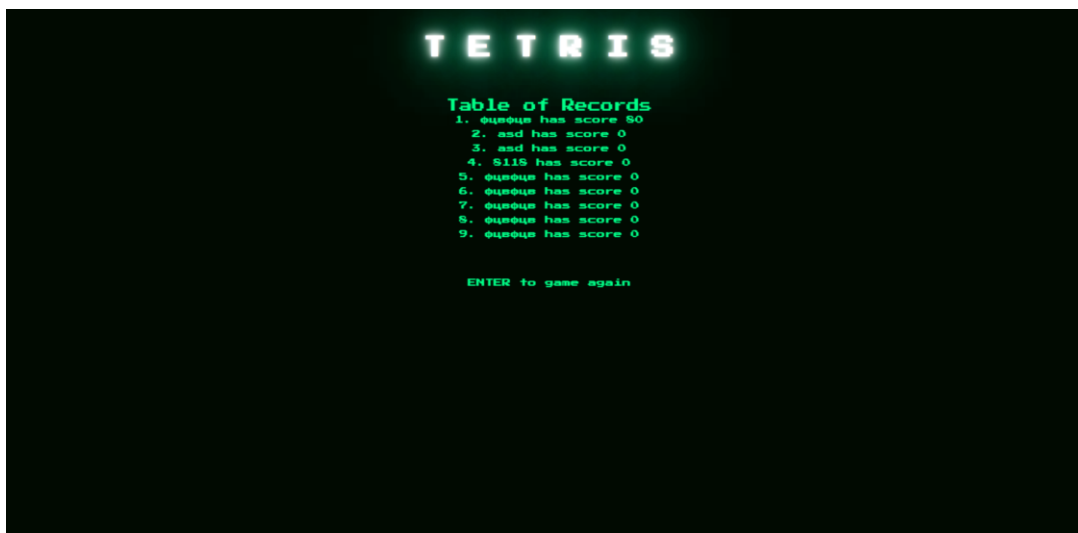 TETRIS
Table of Records
1. фцвфцв has score 80
2. asd has score 0
3. asd has score 0
4. 8118 has score 0
5. фцвфцв has score 0
6. фцвфцв has score 0
7. фцвфцв has score 0
8. фцвфцв has score 0
9. фцвфцв has score 0
ENTER to game again